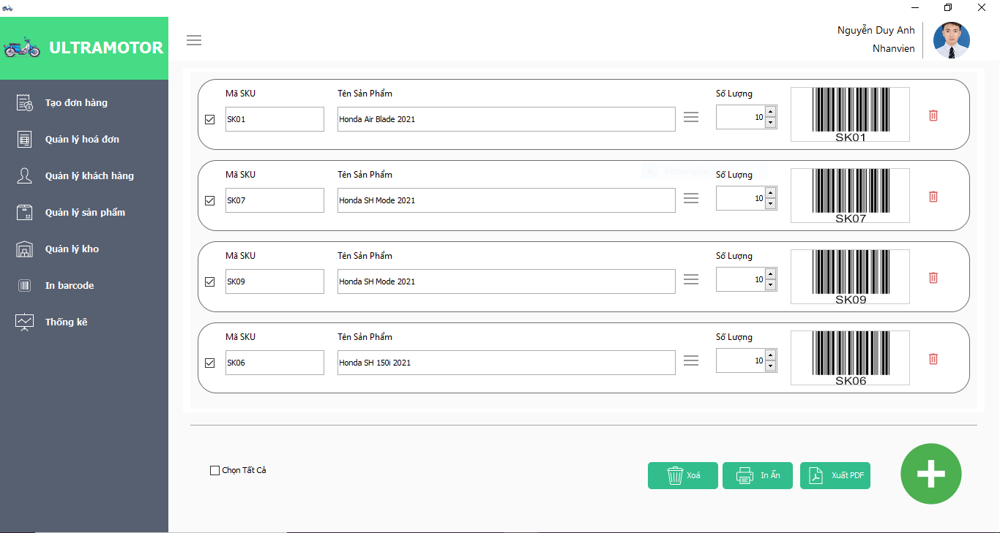 ULTRAMOTOR
Nguyễn Duy Anh
Nhanvien
Tạo đơn hàng
Quản lý hoá đơn
Quản lý khách hàng
Quản lý sản phẩm
Quản lý kho
In barcode
Thống kê
Mã SKU
Tên Sản Phẩm
Số Lượng
SK01
Honda Air Blade 2021
10
SK01
Mã SKU
Tên Sản Phẩm
Rectangular
Số Lượng
SK07
Honda SH Mode 2021
10
SK07
Mã SKU
Tên Sản Phẩm
Số Lượng
SK09
Honda SH Mode 2021
10
SK09
Mã SKU
Tên Sản Phẩm
Số Lượng
SK06
Honda SH 150i 2021
10
SK06
Chọn Tất Cả
Xoá
In Ấn
Xuất PDF